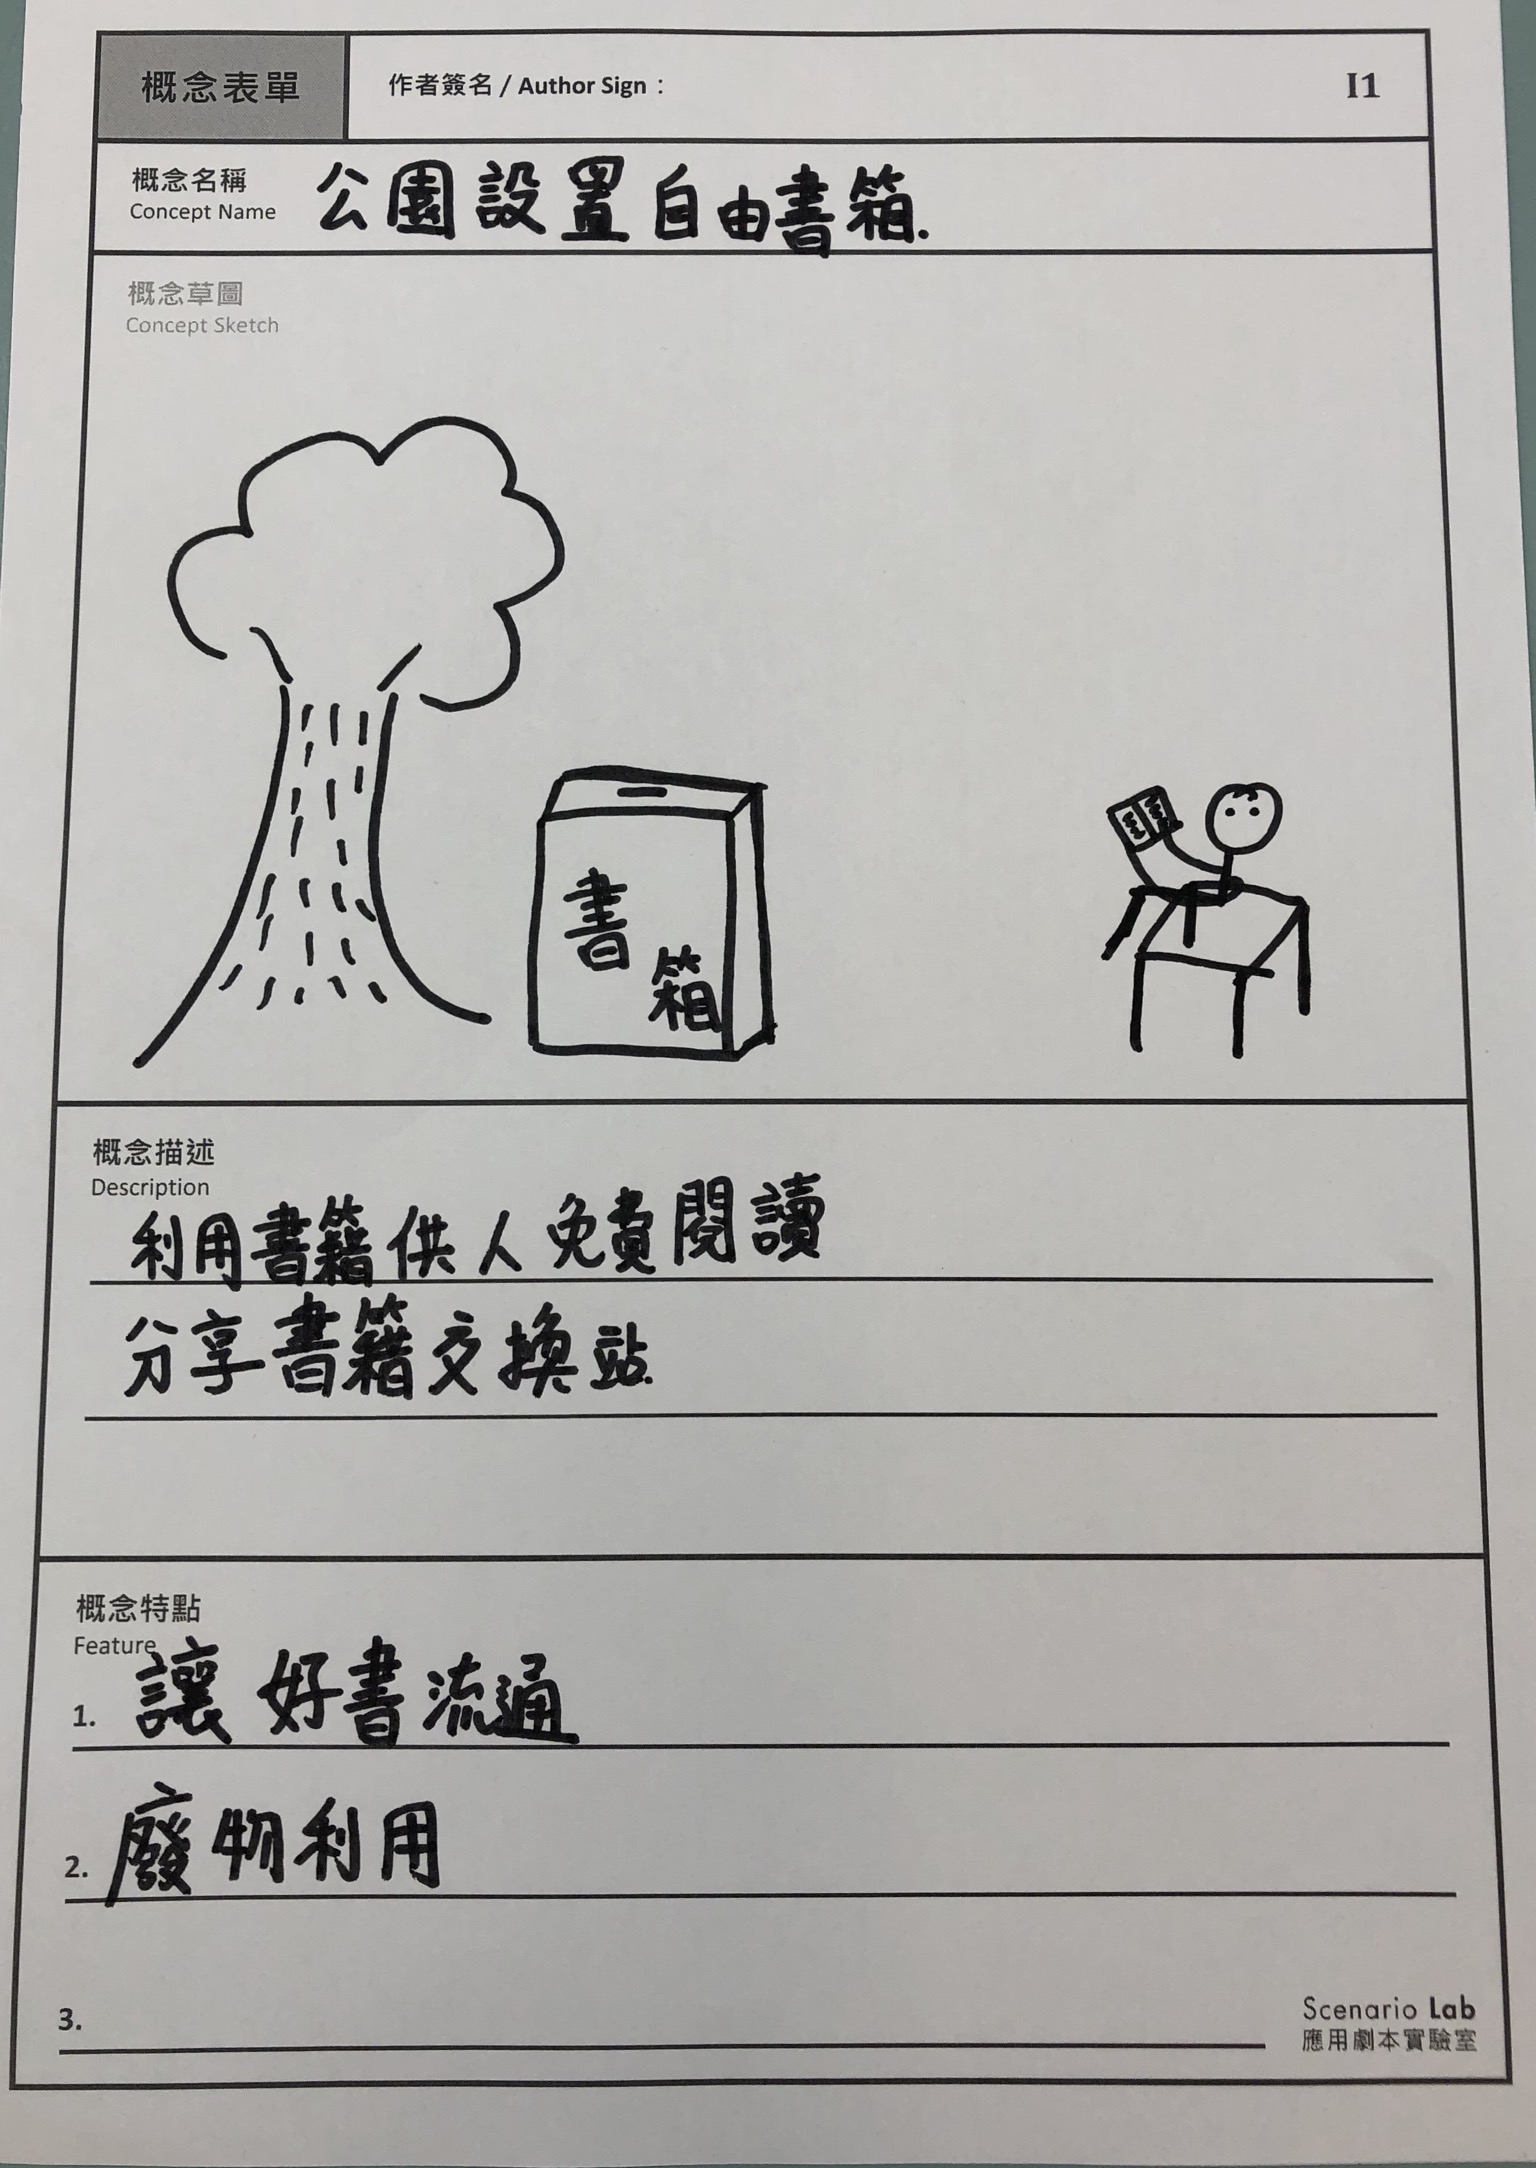 概念表單
作者簽名 / Author Sign：
I1
概念名稱
Concept Name
公園設置自由書箱.
概念草圖
Concept Sketch
書
箱
概念描述
Description
利用書籍供人免費閱讀
分享書籍交換站.
概念特點
Feature
1. 讓好書流通
2. 廢物利用
3.
Scenario Lab
應用劇本實驗室